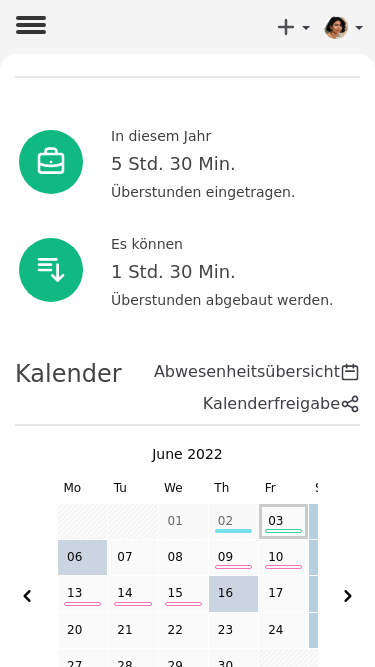 In diesem Jahr
5 Std. 30 Min.
Überstunden eingetragen.
Es können
1 Std. 30 Min.
Überstunden abgebaut werden.
Kalender
Abwesenheitsübersicht
Kalenderfreigabe
June 2022
Mo Tu We Th Fr
01 02 03
06 07 08 09 10
13 14 15 16 17
20 21 22 23 24
27 28 29 30